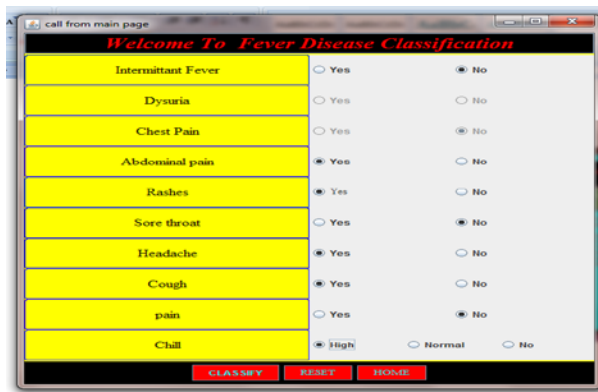 call from main page
Welcome To Fever Disease Classification
Intermittant Fever Yes No
Dysuria Yes No
Chest Pain Yes No
Abdominal pain Yes No
Rashes Yes No
Sore throat Yes No
Headache Yes No
Cough Yes No
pain Yes No
Chill High Normal No
CLASSIFY RESET HOME